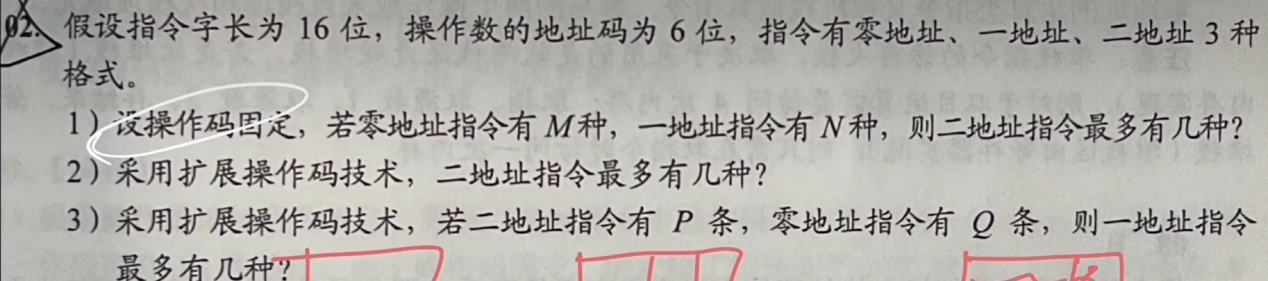 02. 假设指令字长为 16 位，操作数的地址码为 6 位，指令有零地址、一地址、二地址 3 种
格式。
1）设操作码固定，若零地址指令有 M 种，一地址指令有 N 种，则二地址指令最多有几种？
2）采用扩展操作码技术，二地址指令最多有几种？
3）采用扩展操作码技术，若二地址指令有 P 条，零地址指令有 Q 条，则一地址指令
最多有几种？